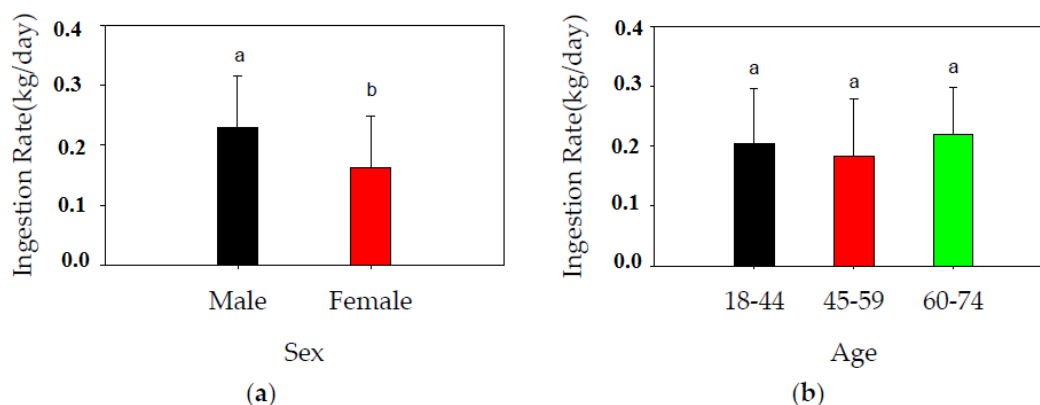 Ingestion Rate(kg/day)
0.4
0.3
0.2
0.1
0.0
a
b
Male Female
Sex
(a)
Ingestion Rate(kg/day)
0.4
0.3
0.2
0.1
0.0
a a a
18-44 45-59 60-74
Age
(b)